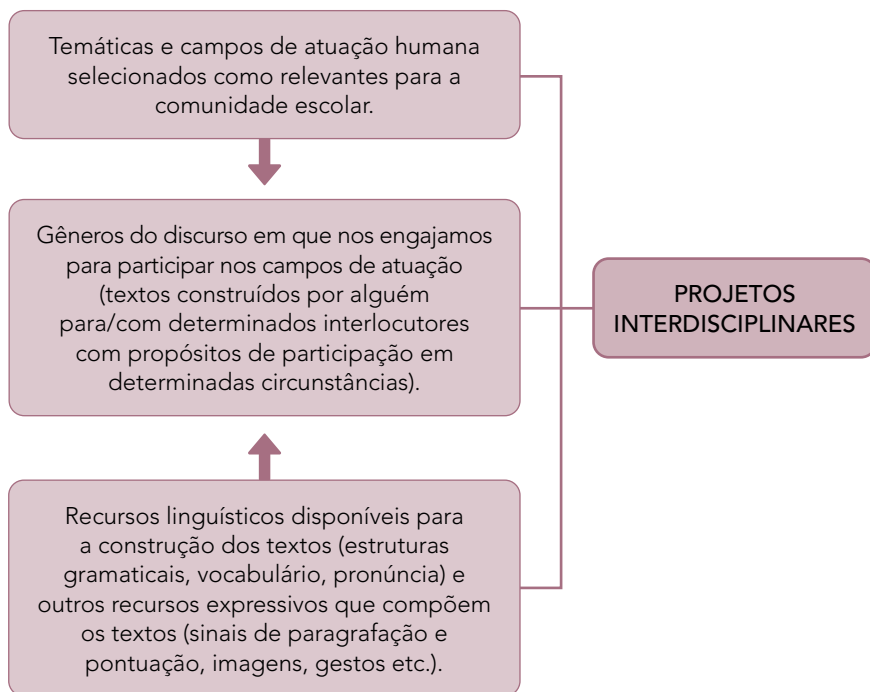 Temáticas e campos de atuação humana
selecionados como relevantes para a
comunidade escolar.
Gêneros do discurso em que nos engajamos
para participar nos campos de atuação
(textos construídos por alguém
para/com determinados interlocutores
com propósitos de participação em
determinadas circunstâncias).
PROJETOS
INTERDISCIPLINARES
Recursos linguísticos disponíveis para
a construção dos textos (estruturas
gramaticais, vocabulário, pronúncia) e
outros recursos expressivos que compõem
os textos (sinais de paragrafação e
pontuação, imagens, gestos etc.).